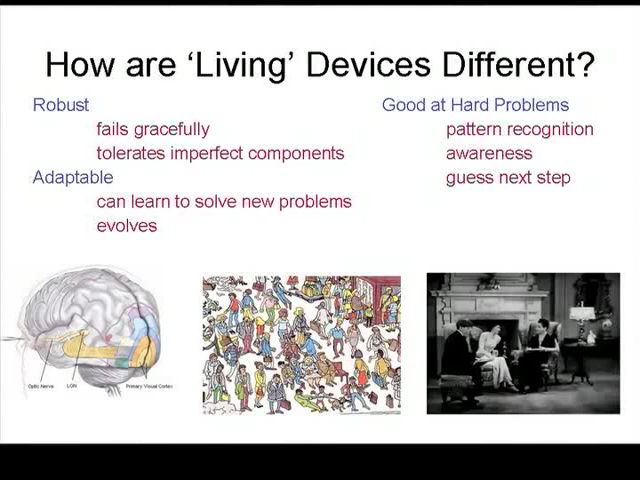 How are ‘Living’ Devices Different?
Robust
fails gracefully
tolerates imperfect components
Adaptable
can learn to solve new problems
evolves
Good at Hard Problems
pattern recognition
awareness
guess next step
Optic Nerve
LGN
Primary Visual Cortex